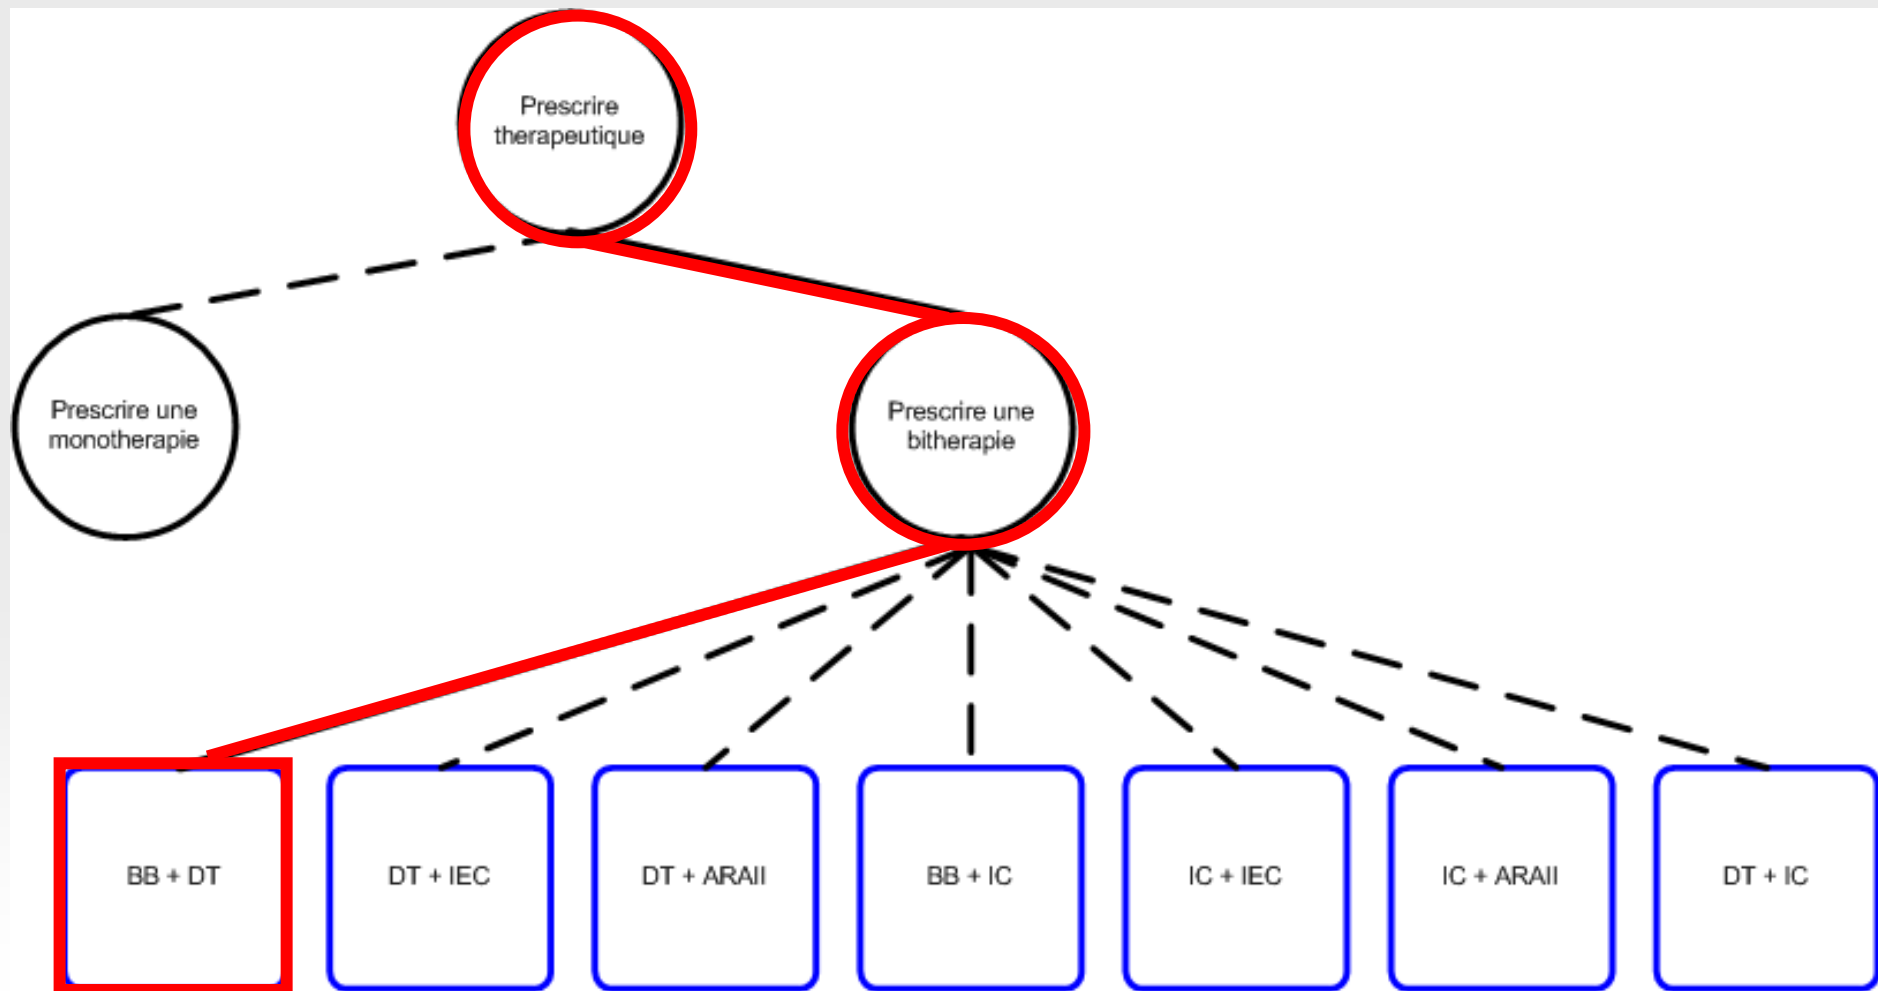 Prescrire
therapeutique
Prescrire une
monotherapie
Prescrire une
bitherapie
BB + DT
DT + IEC
DT + ARAII
BB + IC
IC + IEC
IC + ARAII
DT + IC